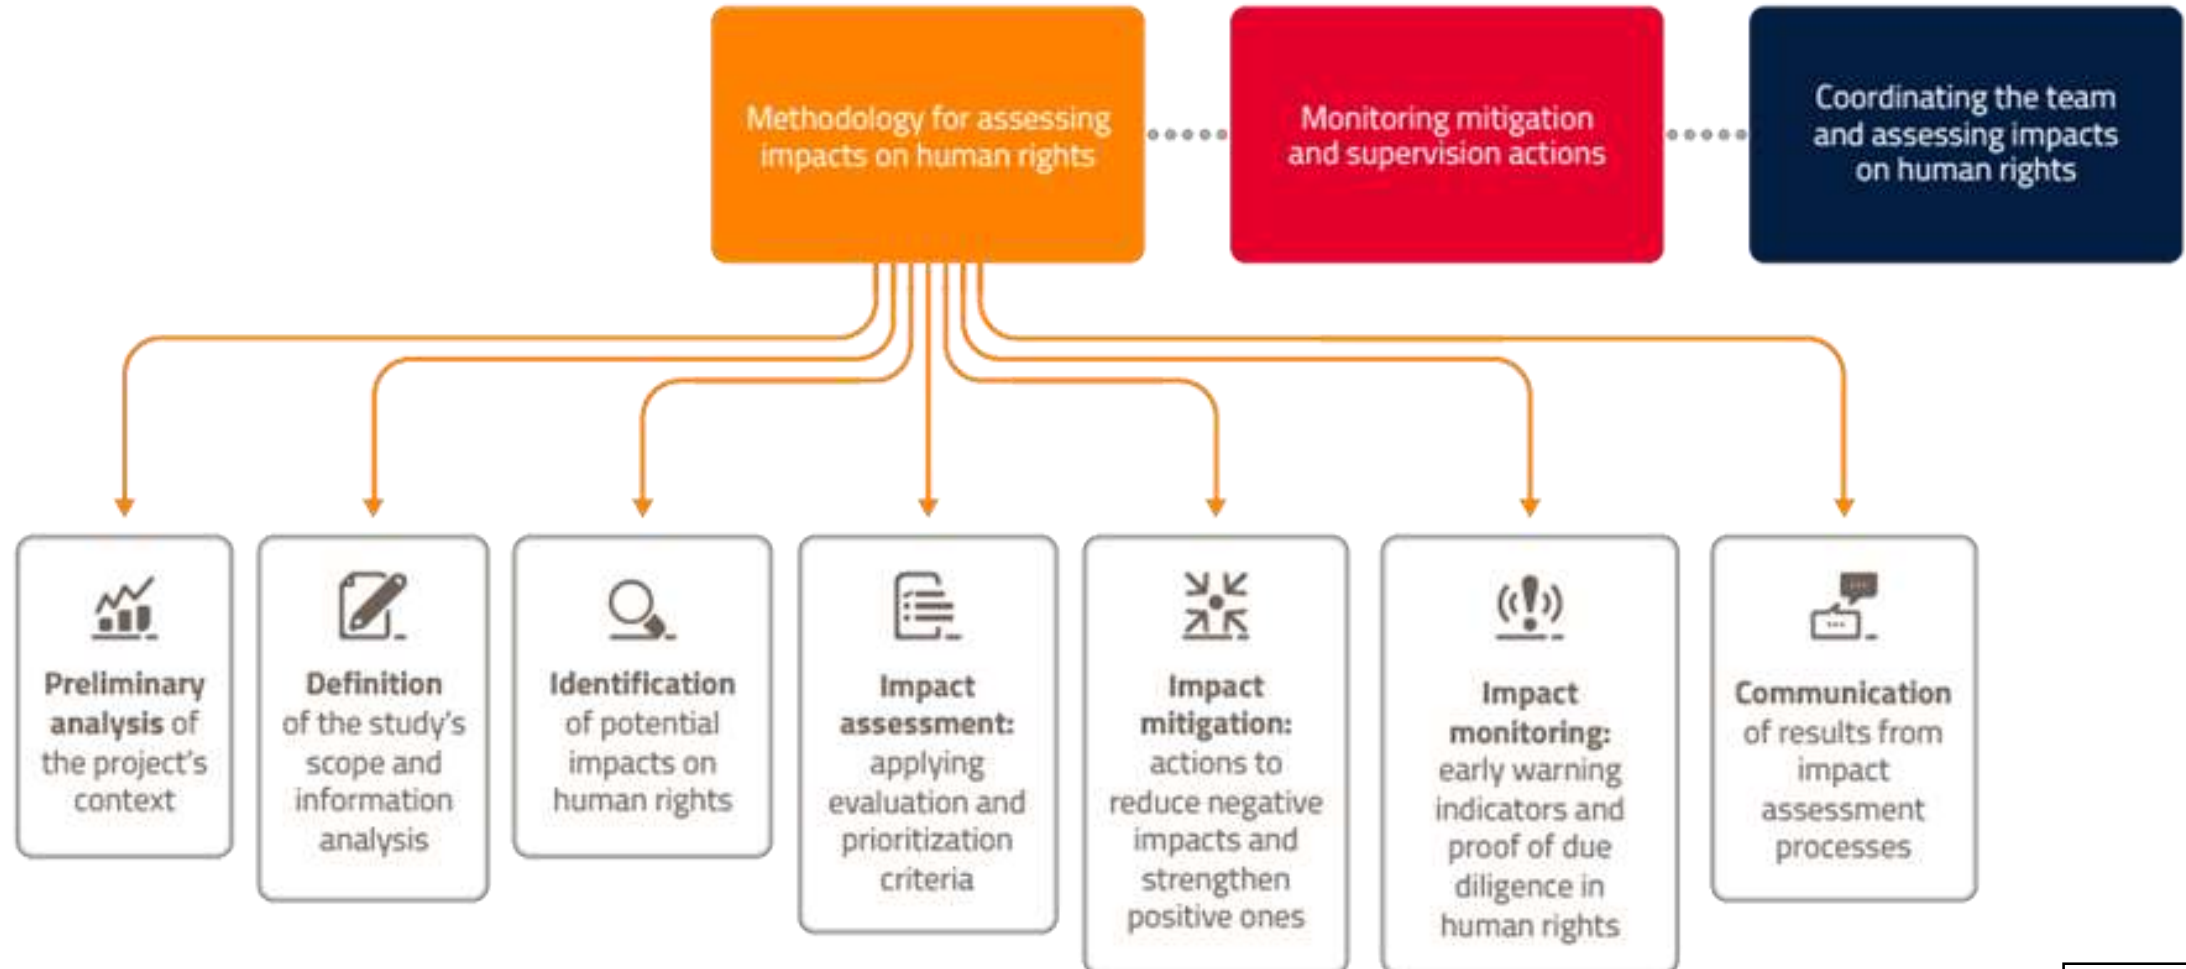 Methodology for assessing
impacts on human rights
Monitoring mitigation
and supervision actions
Coordinating the team
and assessing impacts
on human rights
Preliminary
analysis of
the project's
context
Definition
of the study's
scope and
information
analysis
Identification
of potential
impacts on
human rights
Impact
assessment:
applying
evaluation and
prioritization
criteria
Impact
mitigation:
actions to
reduce negative
impacts and
strengthen
positive ones
Impact
monitoring:
early warning
indicators and
proof of due
diligence in
human rights
Communication
of results from
impact
assessment
processes